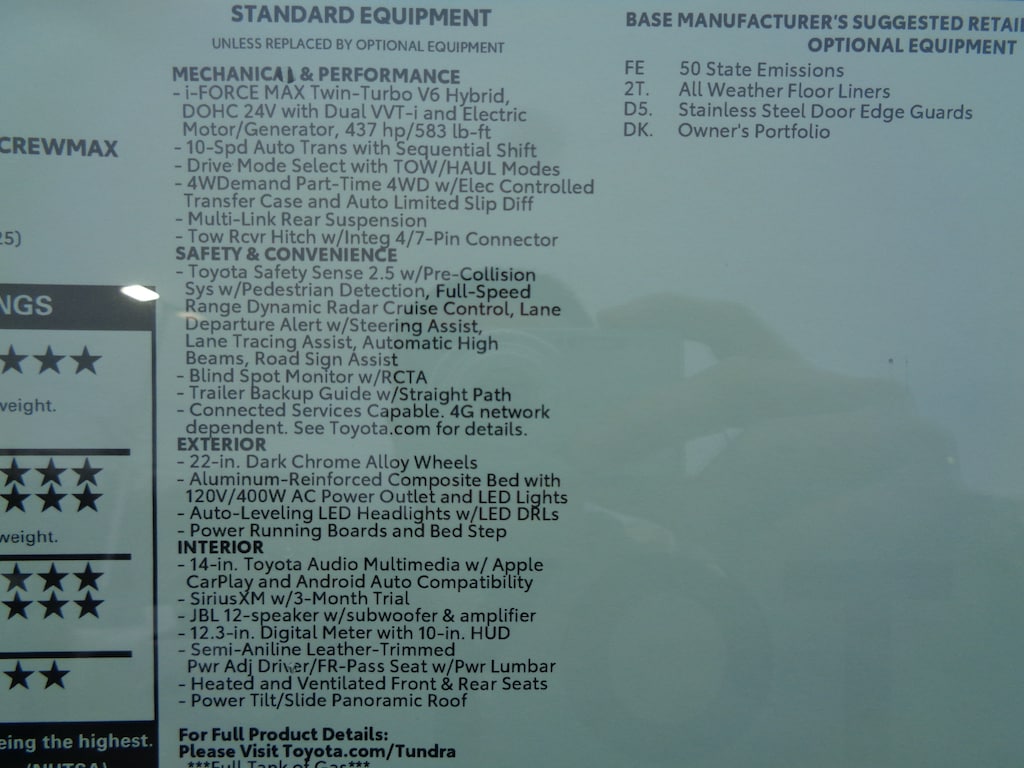 STANDARD EQUIPMENT
UNLESS REPLACED BY OPTIONAL EQUIPMENT
MECHANICAL & PERFORMANCE
- i-FORCE MAX Twin-Turbo V6 Hybrid,
DOHC 24V with Dual VVT-i and Electric
Motor/Generator, 437 hp/583 lb-ft
- 10-Spd Auto Trans with Sequential Shift
- Drive Mode Select with TOW/HAUL Modes
- 4WDemand Part-Time 4WD w/Elec Controlled
Transfer Case and Auto Limited Slip Diff
- Multi-Link Rear Suspension
- Tow Rcvr Hitch w/Integ 4/7-Pin Connector
SAFETY & CONVENIENCE
- Toyota Safety Sense 2.5 w/Pre-Collision
Sys w/Pedestrian Detection, Full-Speed
Range Dynamic Radar Cruise Control, Lane
Departure Alert w/Steering Assist,
Lane Tracing Assist, Automatic High
Beams, Road Sign Assist
- Blind Spot Monitor w/RCTA
- Trailer Backup Guide w/Straight Path
- Connected Services Capable. 4G network
dependent. See Toyota.com for details.
EXTERIOR
- 22-in. Dark Chrome Alloy Wheels
- Aluminum-Reinforced Composite Bed with
120V/400W AC Power Outlet and LED Lights
- Auto-Leveling LED Headlights w/LED DRLs
- Power Running Boards and Bed Step
INTERIOR
- 14-in. Toyota Audio Multimedia w/ Apple
CarPlay and Android Auto Compatibility
- SiriusXM w/3-Month Trial
- JBL 12-speaker w/subwoofer & amplifier
- 12.3-in. Digital Meter with 10-in. HUD
- Semi-Aniline Leather-Trimmed
Pwr Adj Driver/FR-Pass Seat w/Pwr Lumbar
- Heated and Ventilated Front & Rear Seats
- Power Tilt/Slide Panoramic Roof
For Full Product Details:
Please Visit Toyota.com/Tundra
***Full Tank of Gas***
BASE MANUFACTURER'S SUGGESTED RETAI
OPTIONAL EQUIPMENT
FE 50 State Emissions
2T. All Weather Floor Liners
D5. Stainless Steel Door Edge Guards
DK. Owner's Portfolio
CREWMAX
25)
NGS
weight.
weight.
eing the highest.
(NHTSA)